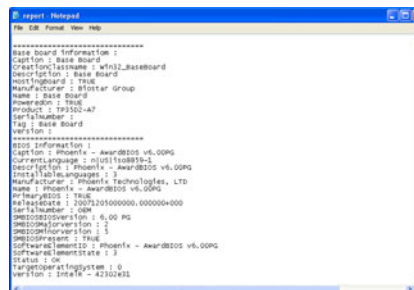 report - Notepad
File Edit Format View Help
==============================
Base board informatiom :
Caption : Base Board
CreationClassName : Win32_BaseBoard
Description : Base Board
HostingBoard : TRUE
Manufacturer : Biostar Group
Name : Base Board
PoweredOn : TRUE
Product : TP35D2-A7
SerialNumber :
Tag : Base Board
Version :
==============================
BIOS Information :
Caption : Phoenix - AwardBIOS v6.00PG
CurrentLanguage : n|US|iso8859-1
Description : Phoenix - AwardBIOS v6.00PG
InstallableLanguages : 3
Manufacturer : Phoenix Technologies, LTD
Name : Phoenix - AwardBIOS v6.00PG
PrimaryBIOS : TRUE
ReleaseDate : 20071205000000.000000+000
SerialNumber : OEM
SMBIOSBIOSVersion : 6.00 PG
SMBIOSMajorVersion : 2
SMBIOSMinorVersion : 5
SMBIOSPresent : TRUE
SoftwareElementID : Phoenix - AwardBIOS v6.00PG
SoftwareElementState : 3
Status : OK
TargetOperatingSystem : 0
Version : IntelR - 42302e31